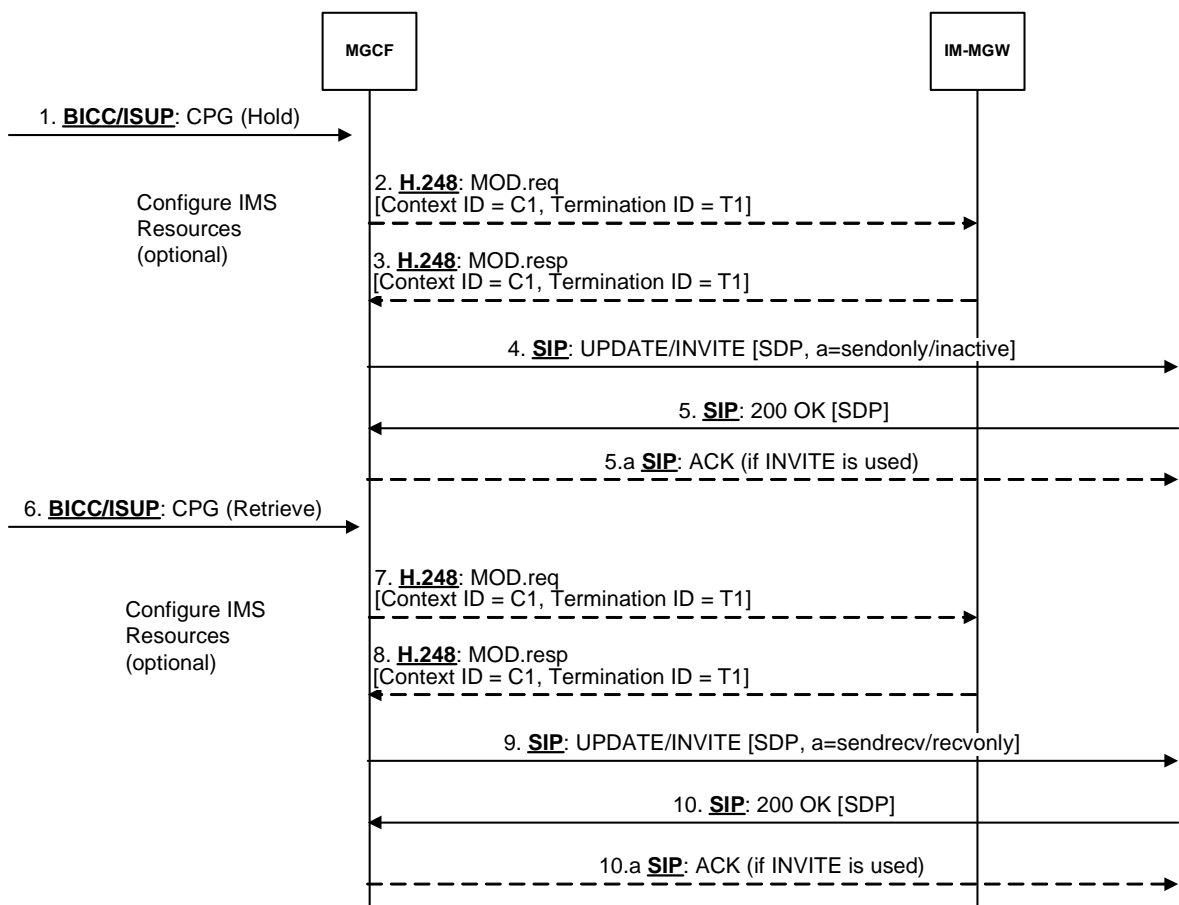 MGCF
IM-MGW
1. BICC/ISUP: CPG (Hold)
Configure IMS
Resources
(optional)
2. H.248: MOD.req
[Context ID = C1, Termination ID = T1]
3. H.248: MOD.resp
[Context ID = C1, Termination ID = T1]
4. SIP: UPDATE/INVITE [SDP, a=sendonly/inactive]
5. SIP: 200 OK [SDP]
5.a SIP: ACK (if INVITE is used)
6. BICC/ISUP: CPG (Retrieve)
Configure IMS
Resources
(optional)
7. H.248: MOD.req
[Context ID = C1, Termination ID = T1]
8. H.248: MOD.resp
[Context ID = C1, Termination ID = T1]
9. SIP: UPDATE/INVITE [SDP, a=sendrecv/recvonly]
10. SIP: 200 OK [SDP]
10.a SIP: ACK (if INVITE is used)